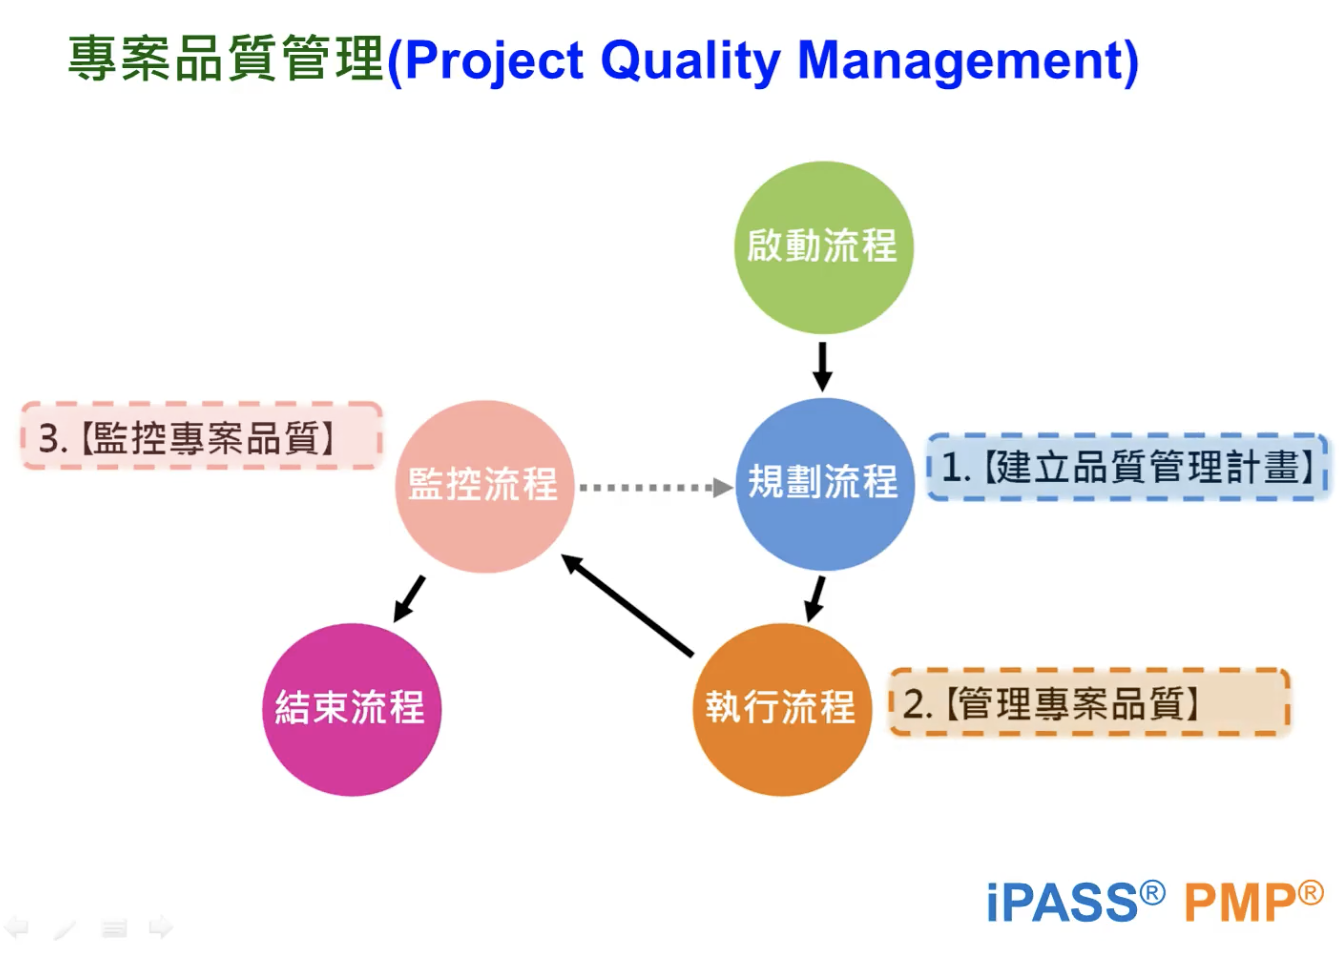 專案品質管理(Project Quality Management)
啟動流程
3.【監控專案品質】
監控流程
規劃流程
1.【建立品質管理計畫】
結束流程
執行流程
2.【管理專案品質】
iPASS® PMP®